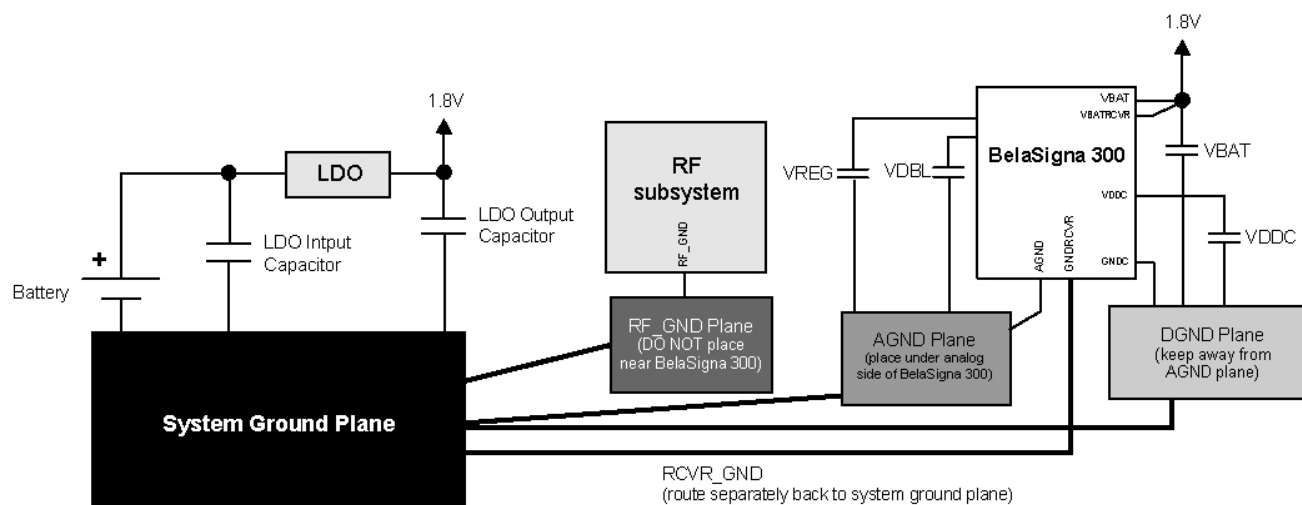 1.8V
LDO
LDO Output
Capacitor
LDO Intput
Capacitor
+
Battery
System Ground Plane
RF
subsystem
RF_GND
RF_GND Plane
(DO NOT place
near BelaSigna 300)
1.8V
VBAT
VBATRCVR
BelaSigna 300
VDDC
GNDC
AGND
GNDRCVR
VREG
VDBL
VBAT
VDDC
AGND Plane
(place under analog
side of BelaSigna 300)
DGND Plane
(keep away from
AGND plane)
RCVR_GND
(route separately back to system ground plane)